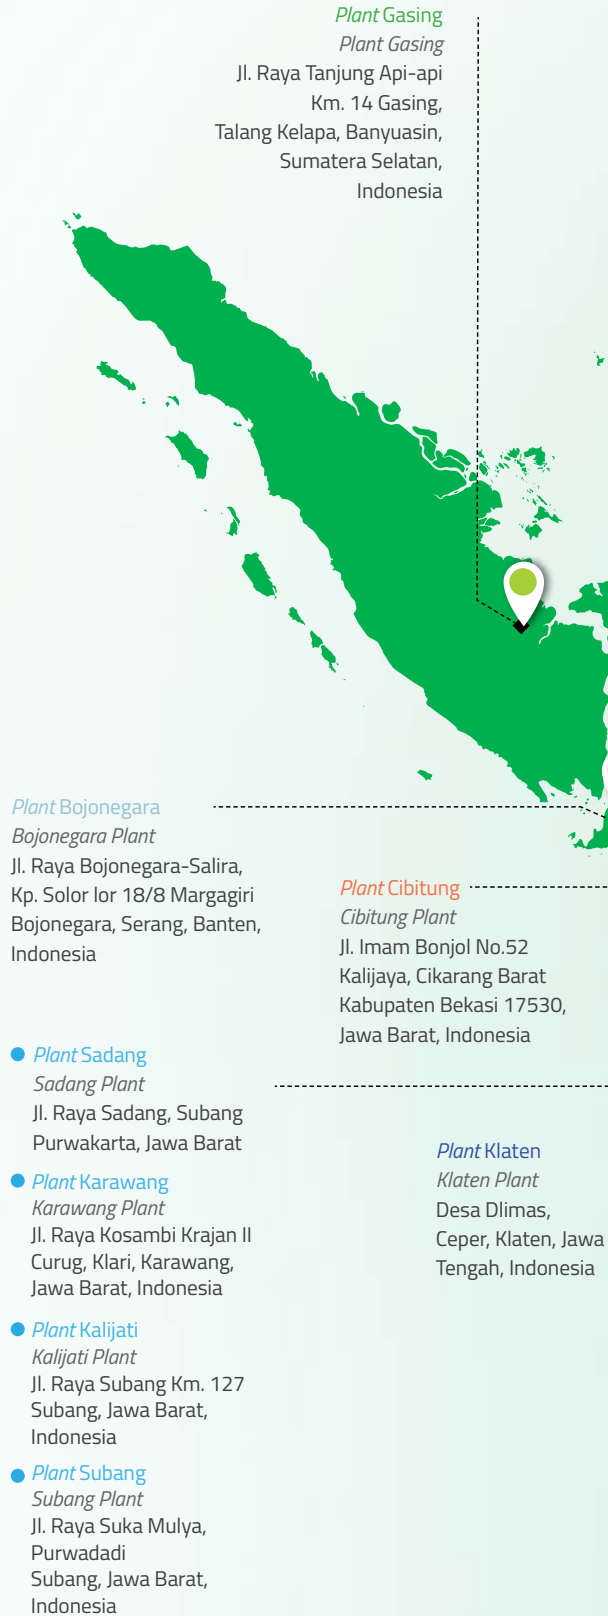 Plant Gasing
Plant Gasing
Jl. Raya Tanjung Api-api
Km. 14 Gasing,
Talang Kelapa, Banyuasin,
Sumatera Selatan,
Indonesia
Plant Bojonegara
Bojonegara Plant
Jl. Raya Bojonegara-Salira,
Kp. Solor lor 18/8 Margagiri
Bojonegara, Serang, Banten,
Indonesia
Plant Cibitung
Cibitung Plant
Jl. Imam Bonjol No.52
Kalijaya, Cikarang Barat
Kabupaten Bekasi 17530,
Jawa Barat, Indonesia
Plant Sadang
Sadang Plant
Jl. Raya Sadang, Subang
Purwakarta, Jawa Barat
Plant Karawang
Karawang Plant
Jl. Raya Kosambi Krajan II
Curug, Klari, Karawang,
Jawa Barat, Indonesia
Plant Kalijati
Kalijati Plant
Jl. Raya Subang Km. 127
Subang, Jawa Barat,
Indonesia
Plant Subang
Subang Plant
Jl. Raya Suka Mulya,
Purwadadi
Subang, Jawa Barat,
Indonesia
Plant Klaten
Klaten Plant
Desa Dlimas,
Ceper, Klaten, Jawa
Tengah, Indonesia